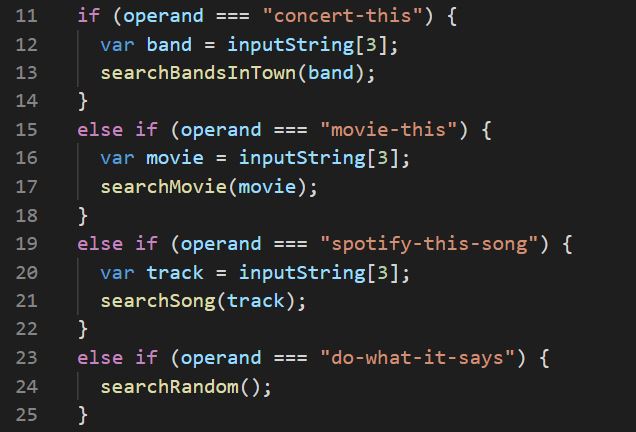 11 if (operand === "concert-this") {
12 var band = inputString[3];
13 searchBandsInTown(band);
14 }
15 else if (operand === "movie-this") {
16 var movie = inputString[3];
17 searchMovie(movie);
18 }
19 else if (operand === "spotify-this-song") {
20 var track = inputString[3];
21 searchSong(track);
22 }
23 else if (operand === "do-what-it-says") {
24 searchRandom();
25 }